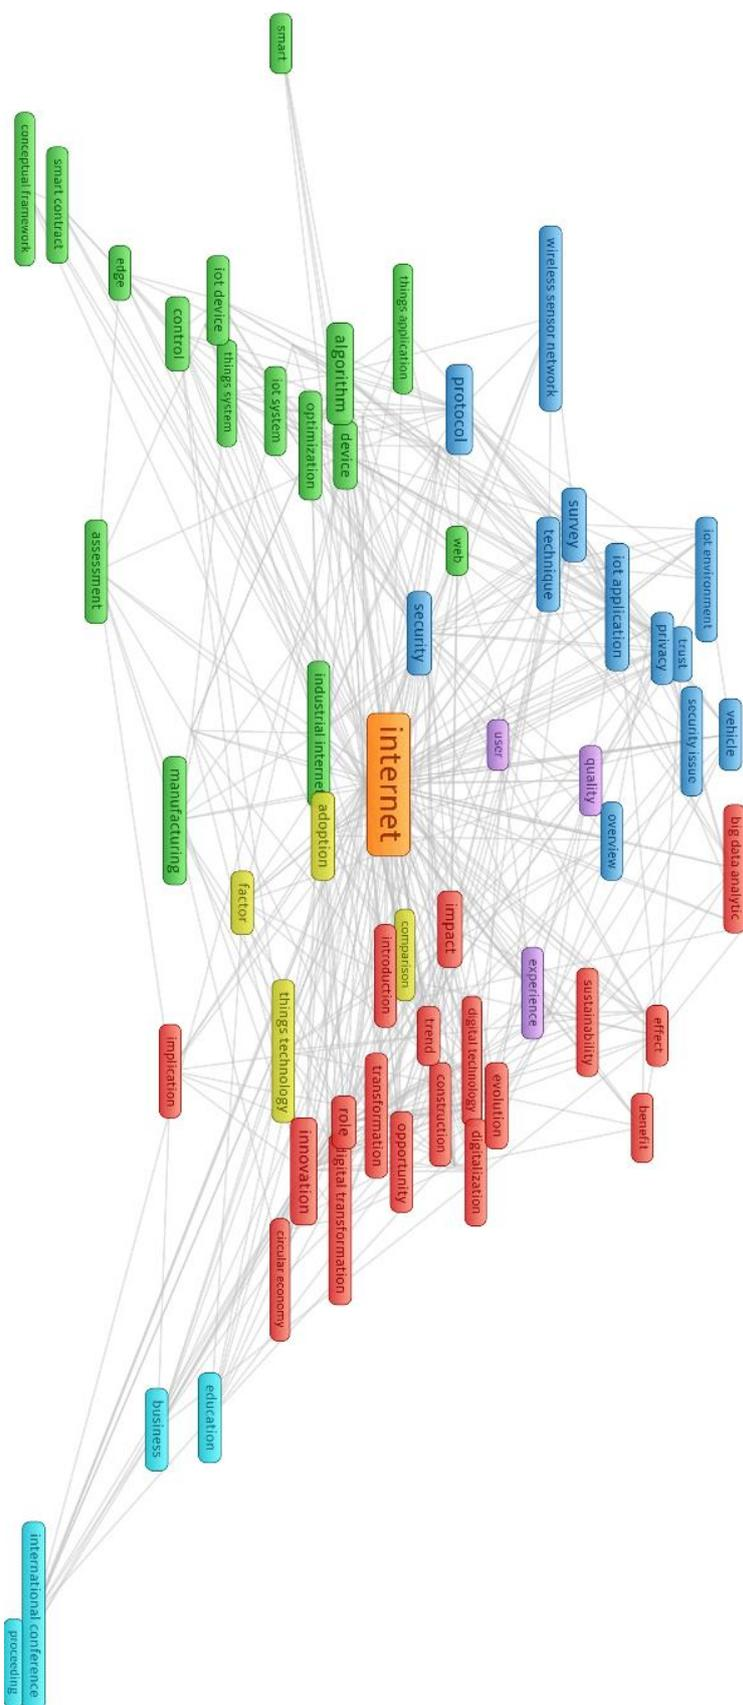 smart
conceptual framework
smart contract
edge
control
iot device
things system
iot system
optimization
algorithm
device
things application
protocol
wireless sensor network
assessment
web
survey
technique
iot application
iot environment
privacy
trust
security
security issue
vehicle
industrial internet
internet
user
quality
overview
big data analytic
manufacturing
adoption
factor
comparison
introduction
impact
experience
sustainability
effect
benefit
implication
things technology
trend
digital technology
evolution
construction
transformation
opportunity
digitalization
role
innovation
digital transformation
circular economy
education
business
international conference
proceeding